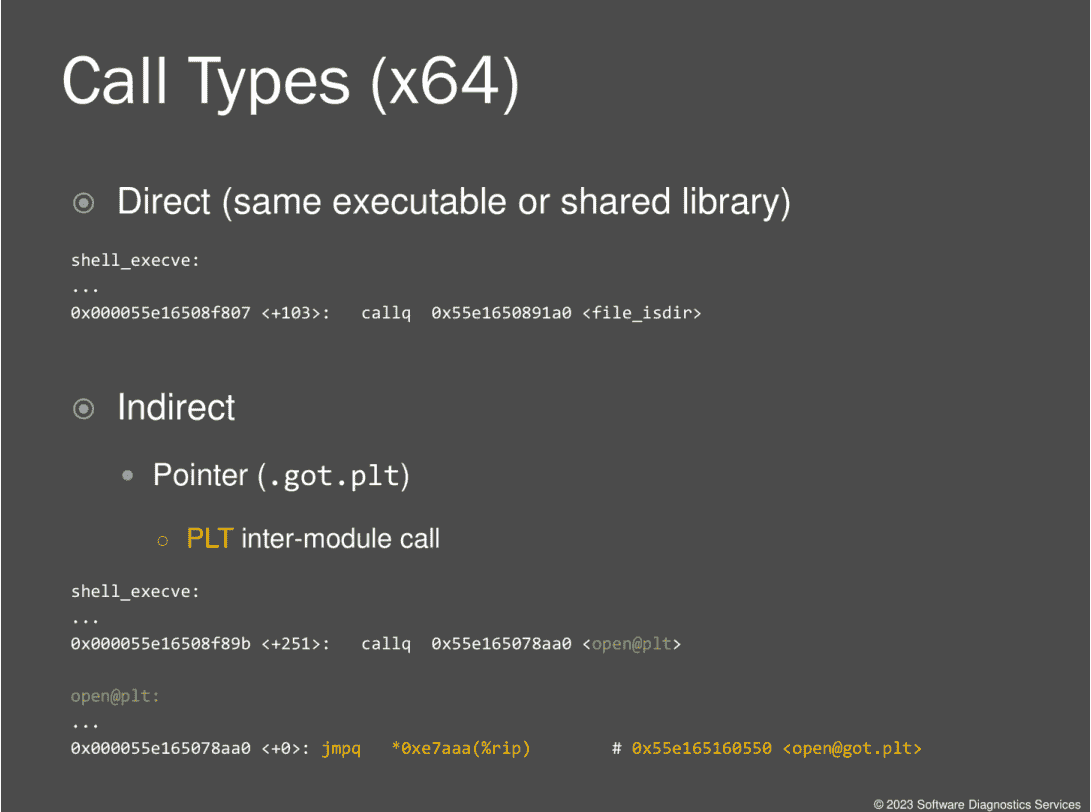 Call Types (x64)
Direct (same executable or shared library)
shell_execve:
...
0x000055e16508f807 <+103>:   callq  0x55e1650891a0 <file_isdir>
Indirect
Pointer (.got.plt)
PLT inter-module call
shell_execve:
...
0x000055e16508f89b <+251>:   callq  0x55e165078aa0 <open@plt>
open@plt:
...
0x000055e165078aa0 <+0>: jmpq   *0xe7aaa(%rip)        # 0x55e165160550 <open@got.plt>
© 2023 Software Diagnostics Services